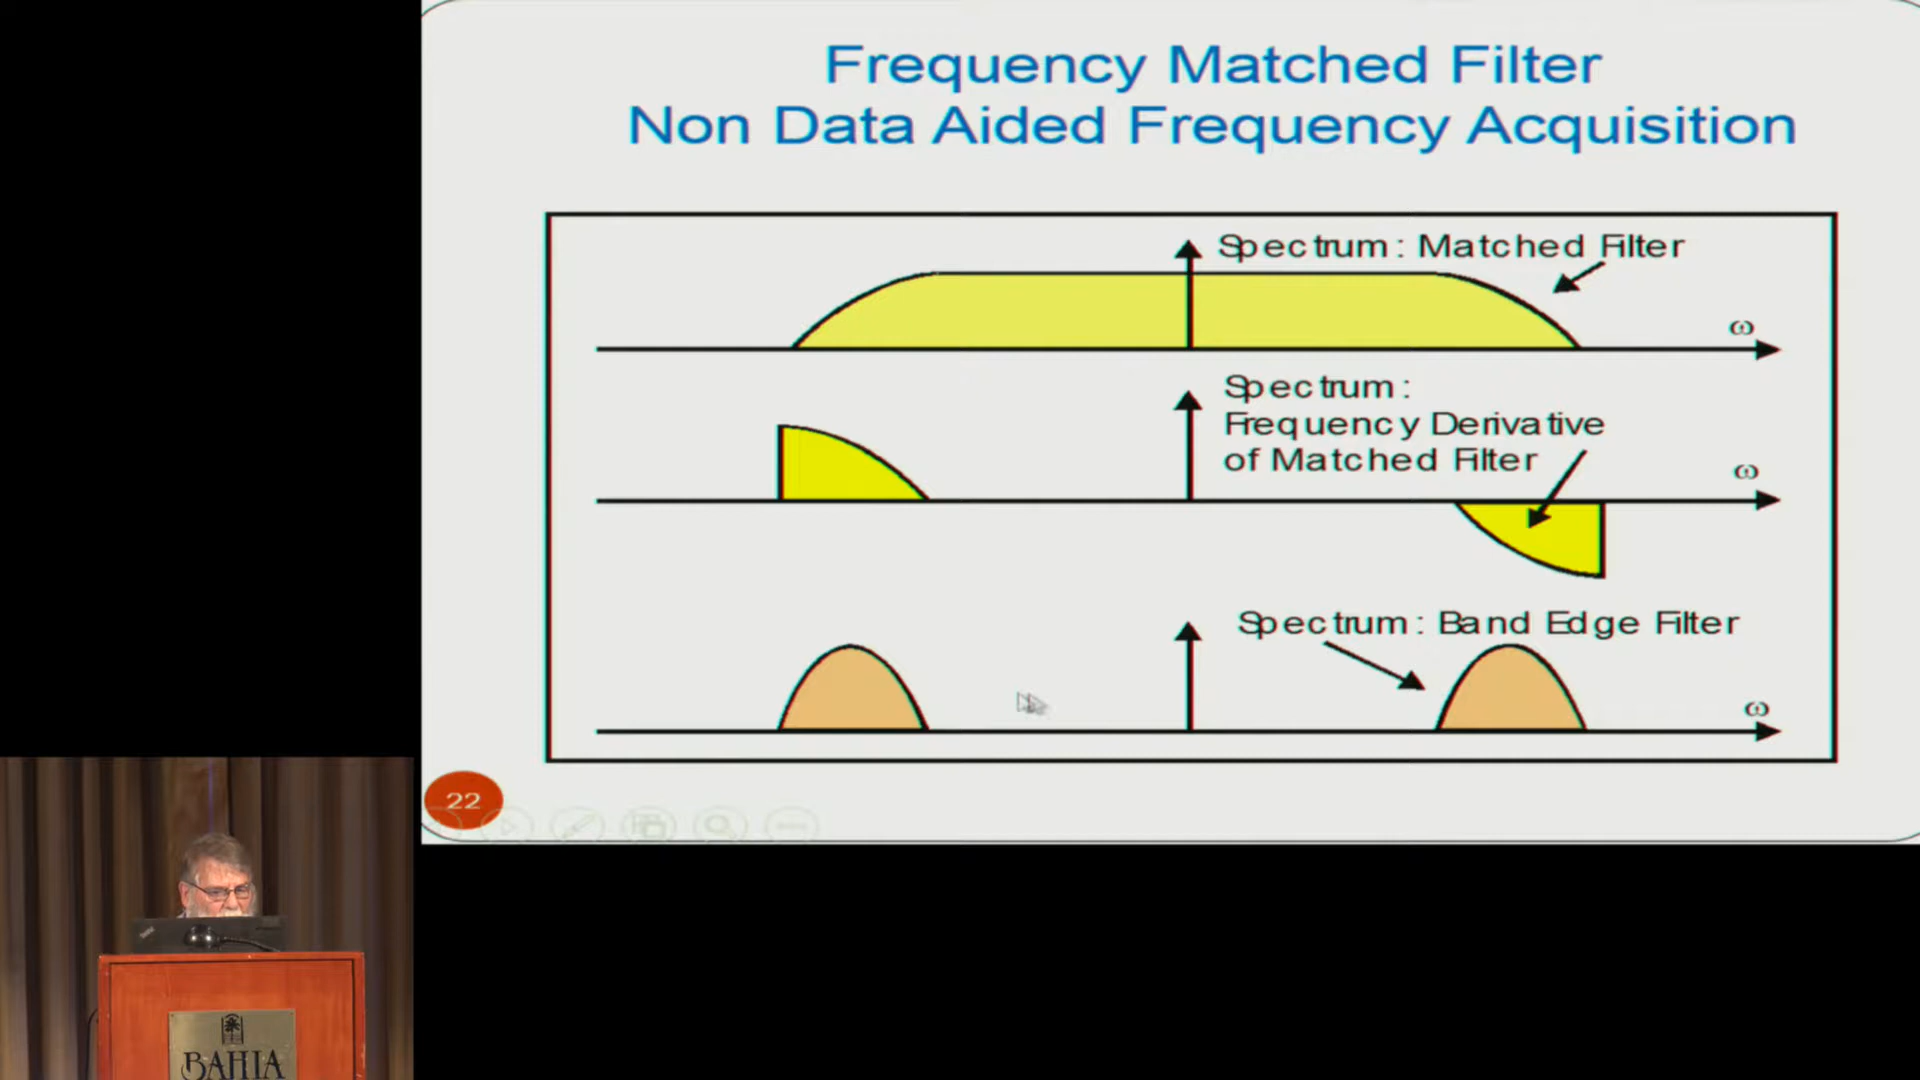 Frequency Matched Filter
Non Data Aided Frequency Acquisition
Spectrum: Matched Filter
ω
Spectrum:
Frequency Derivative
of Matched Filter
ω
Spectrum: Band Edge Filter
ω
22
BAHIA